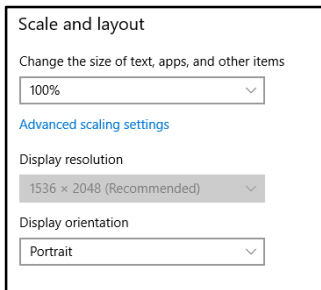 Scale and layout
Change the size of text, apps, and other items
100%
Advanced scaling settings
Display resolution
1536 × 2048 (Recommended)
Display orientation
Portrait